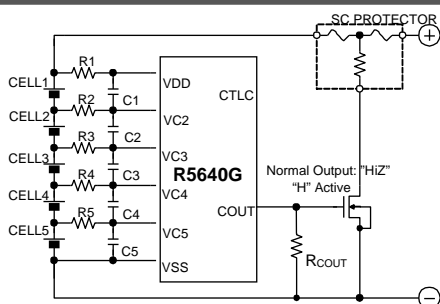 SC PROTECTOR
R1
CELL1
VDD
CTLC
C1
R2
CELL2
VC2
C2
R3
CELL3
VC3
R5640G
C3
R4
CELL4
VC4
Normal Output: "HiZ"
"H" Active
C4
R5
CELL5
VC5
COUT
C5
VSS
RCOUT